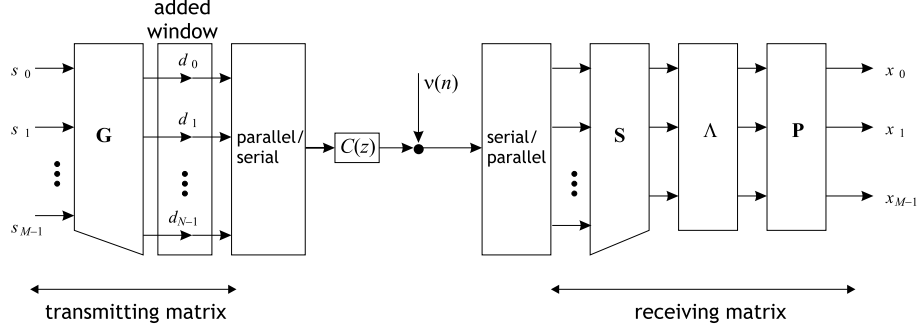 added
window
s 0
s 1
s M–1
G
d 0
d 1
d N–1
parallel/
serial
C(z)
ν(n)
serial/
parallel
S
Λ
P
x 0
x 1
x M–1
transmitting matrix
receiving matrix